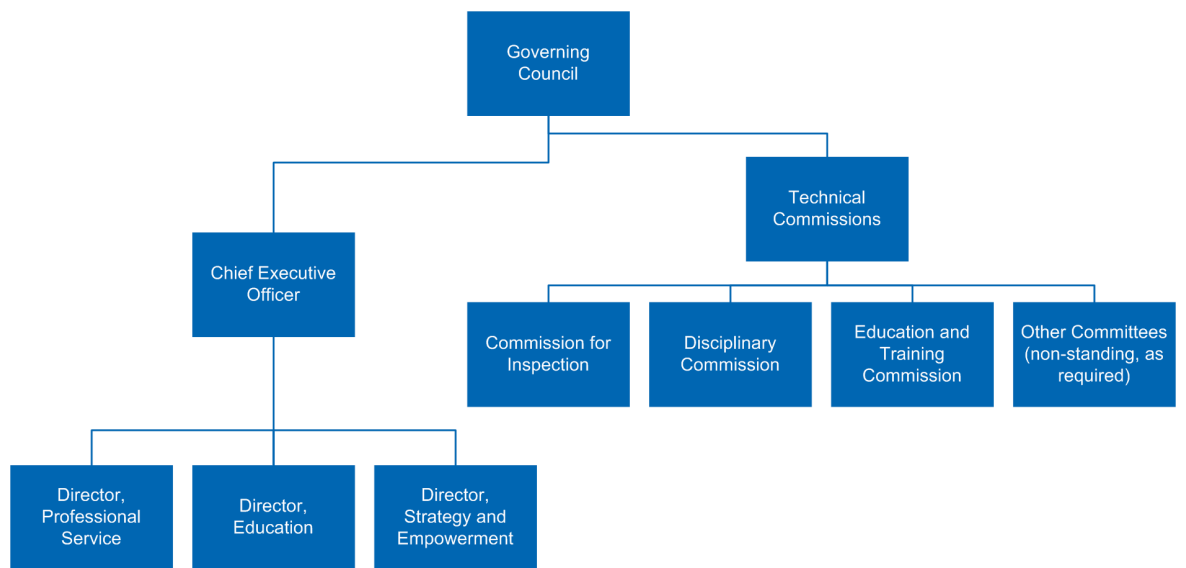 Governing
Council
Technical
Commissions
Chief Executive
Officer
Commission for
Inspection
Disciplinary
Commission
Education and
Training
Commission
Other Committees
(non-standing, as
required)
Director,
Professional
Service
Director,
Education
Director,
Strategy and
Empowerment